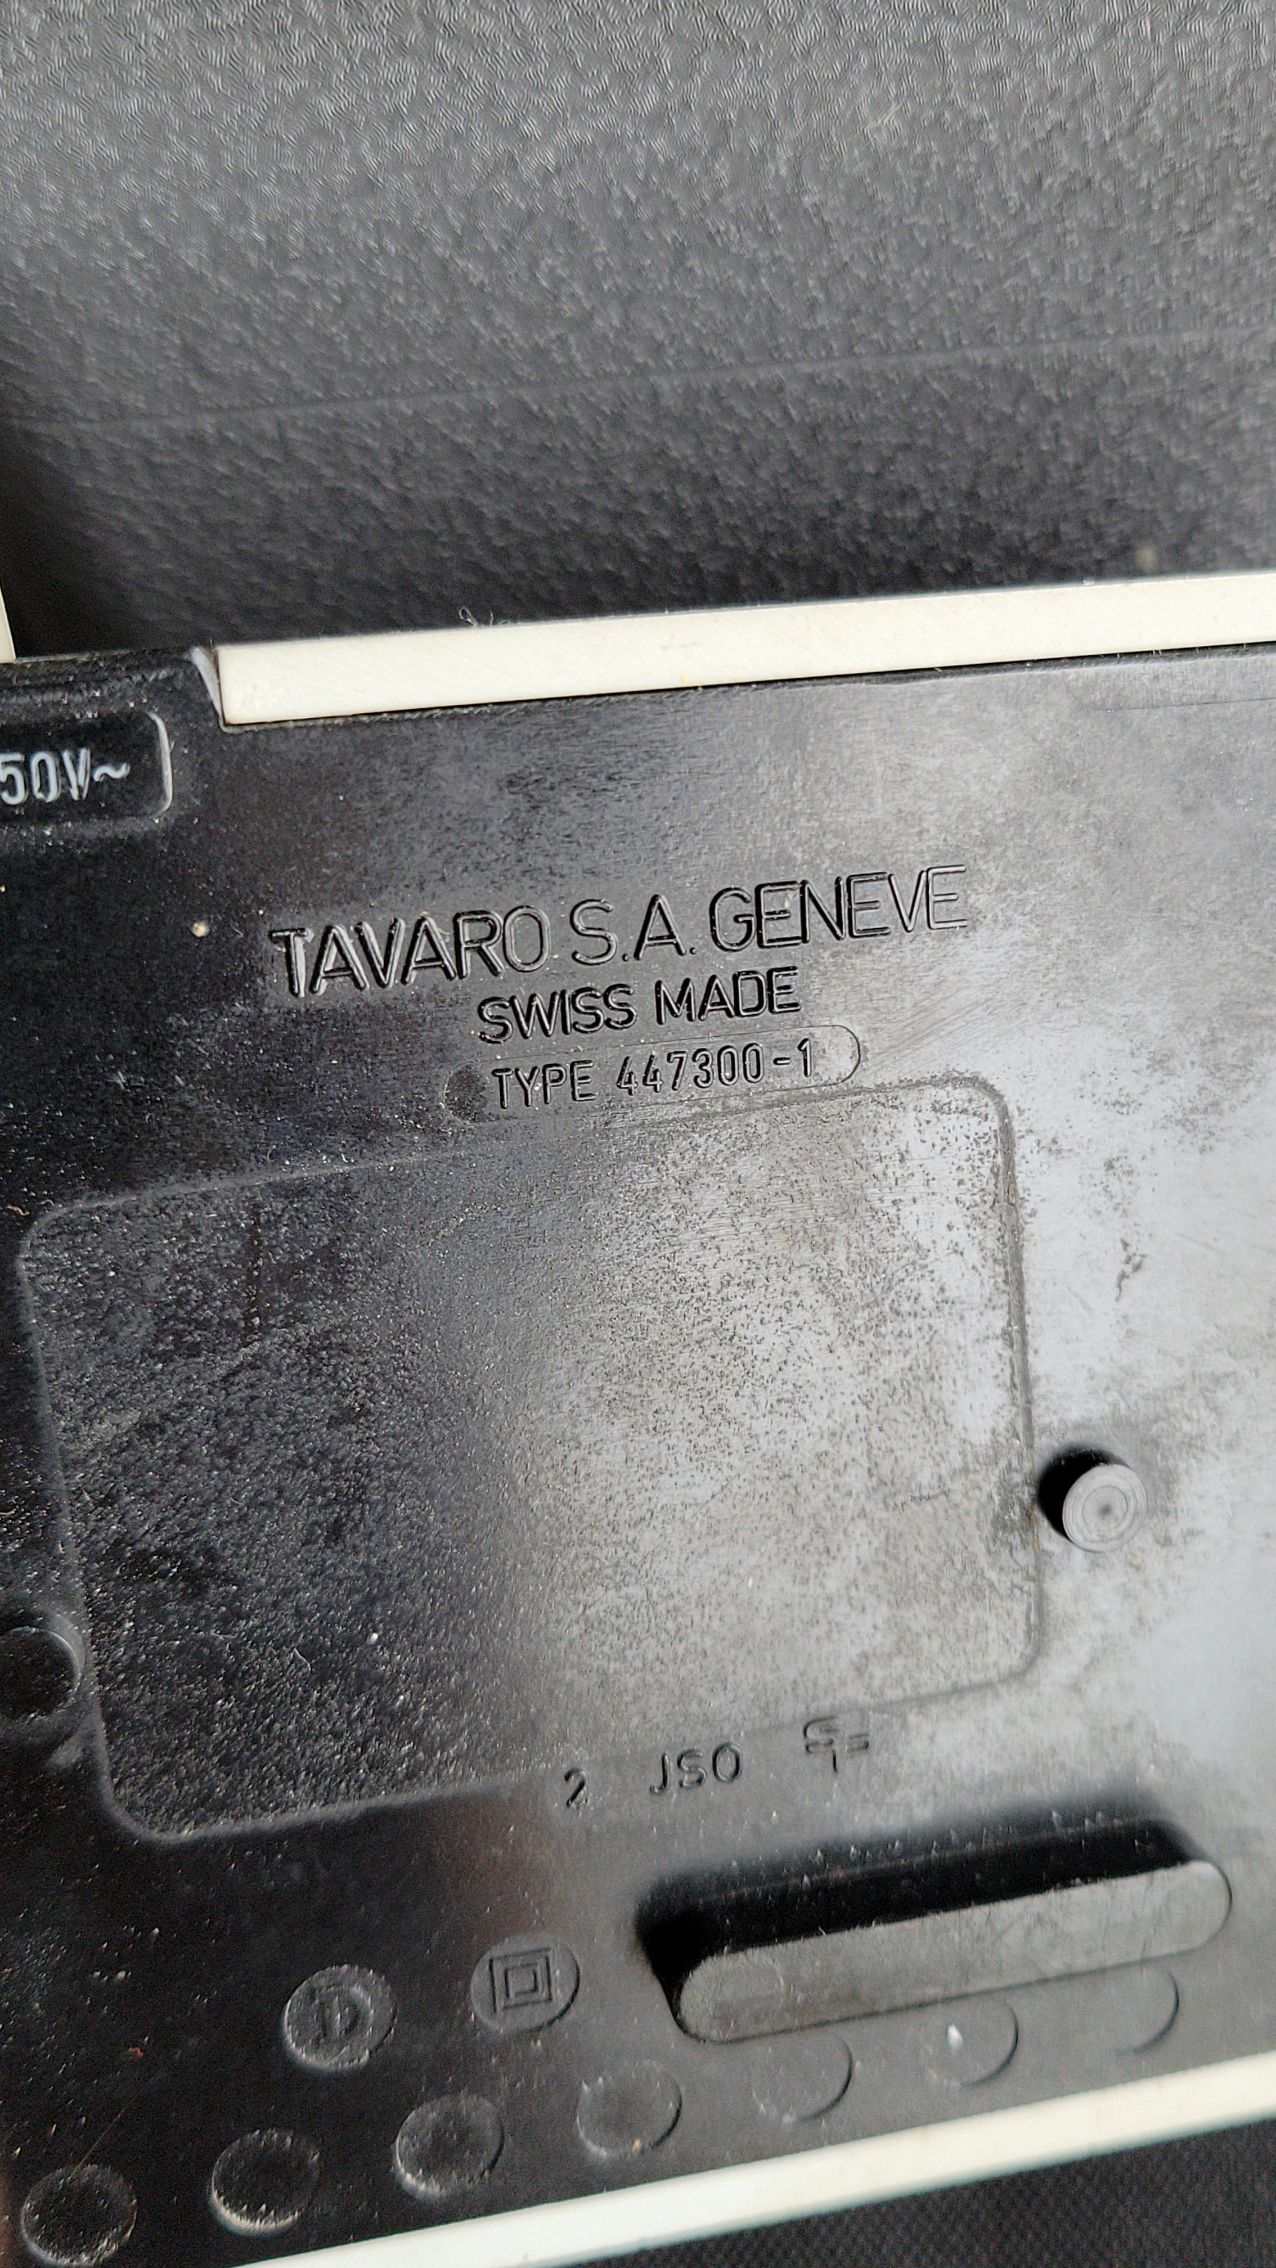 50V~
TAVARO S.A. GENEVE
SWISS MADE
TYPE 447300-1
2 JSO
D